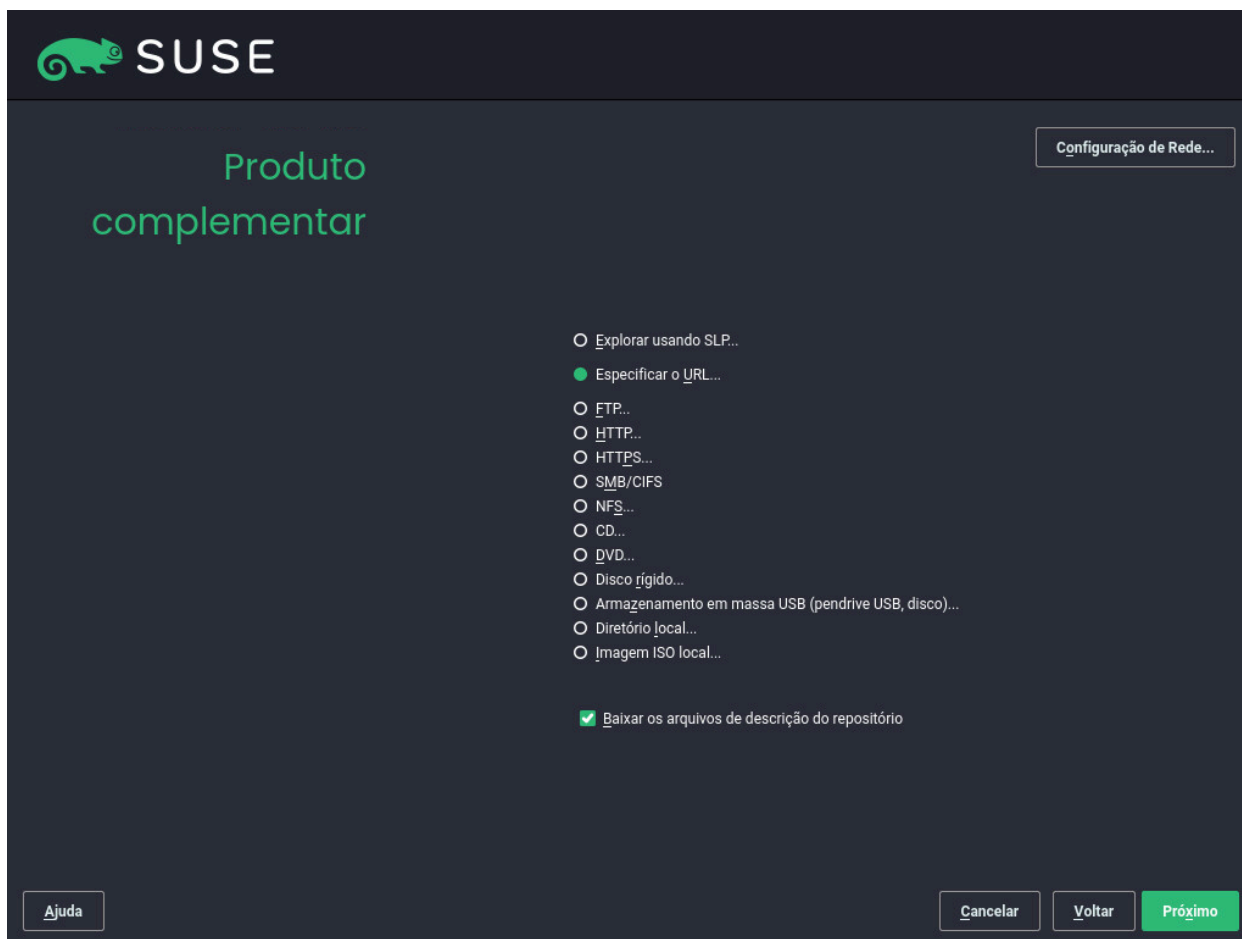 SUSE
Produto
complementar
Configuração de Rede...
Explorar usando SLP...
Especificar o URL...
FTP...
HTTP...
HTTPS...
SMB/CIFS
NFS...
CD...
DVD...
Disco rígido...
Armazenamento em massa USB (pendrive USB, disco)...
Diretório local...
Imagem ISO local...
Baixar os arquivos de descrição do repositório
Ajuda
Cancelar
Voltar
Próximo